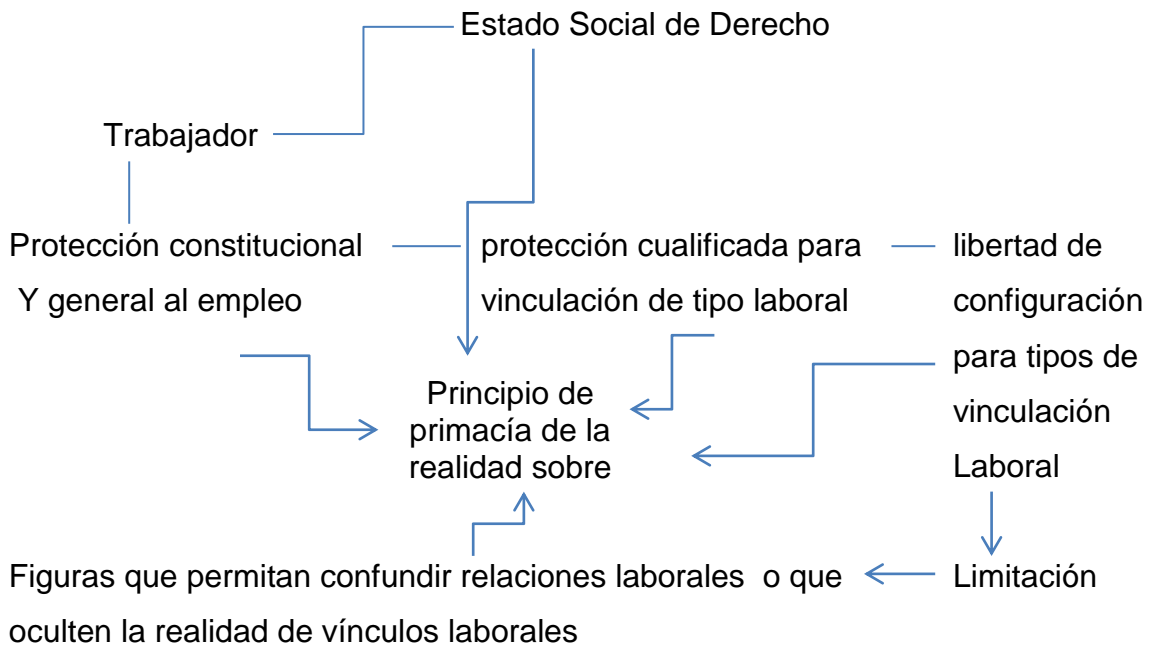 Estado Social de Derecho
Trabajador
Protección constitucional
Y general al empleo
protección cualificada para
vinculación de tipo laboral
libertad de
configuración
para tipos de
vinculación
Laboral
Principio de
primacía de la
realidad sobre
Limitación
Figuras que permitan confundir relaciones laborales o que
oculten la realidad de vínculos laborales